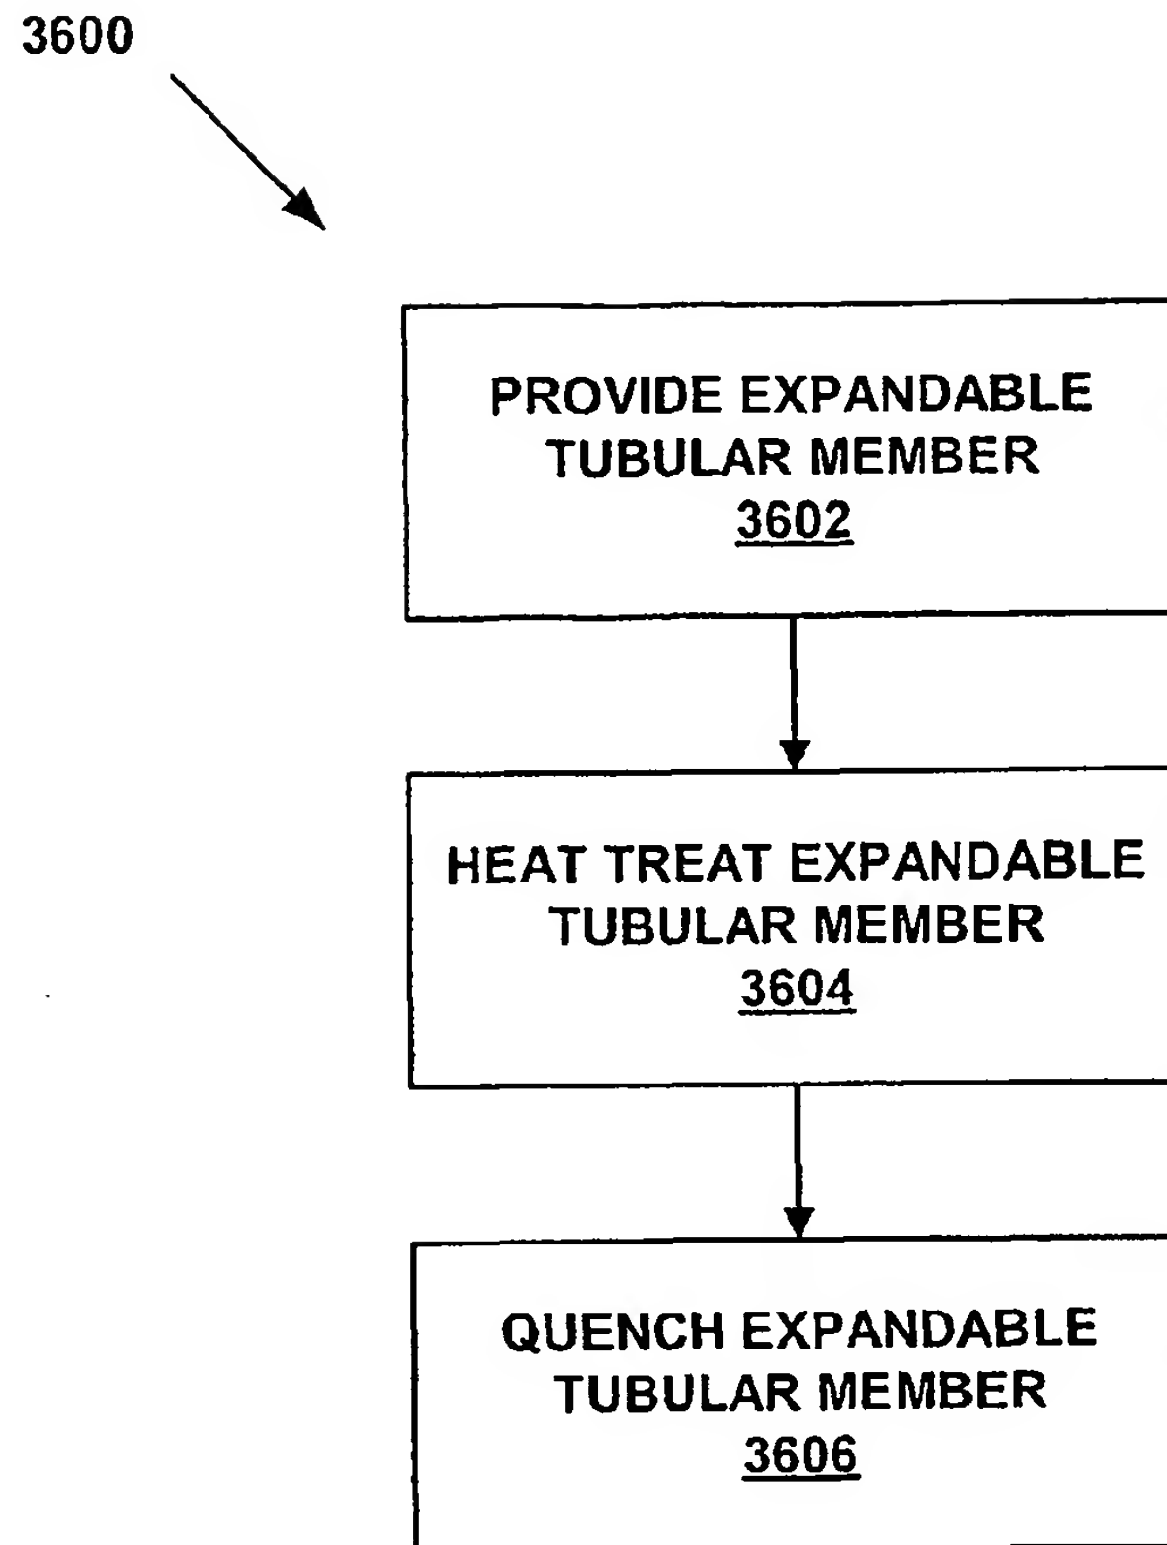 3600
PROVIDE EXPANDABLE
TUBULAR MEMBER
3602
HEAT TREAT EXPANDABLE
TUBULAR MEMBER
3604
QUENCH EXPANDABLE
TUBULAR MEMBER
3606